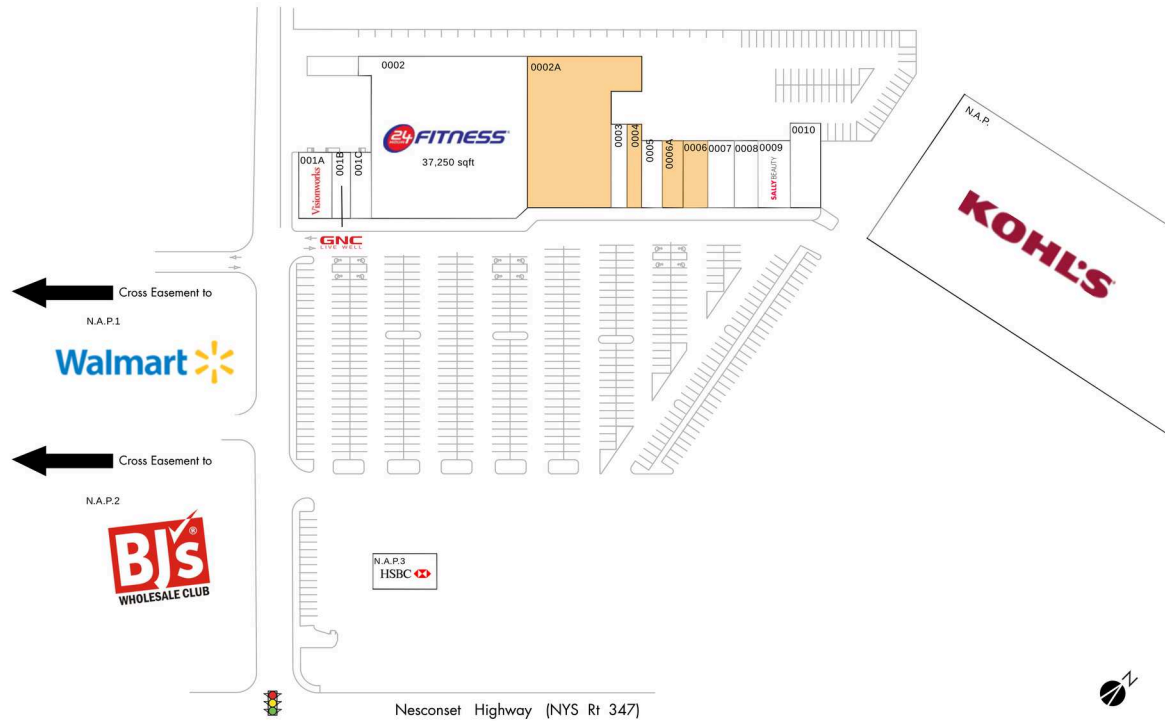 0002
0002A
24
FITNESS
37,250 sqft
001A
001B
001C
Visionworks
0003
0004
0005
0006A
0006
0007
0008
0009
SALLY BEAUTY
0010
N.A.P.
KOHL'S
GNC
LIVE WELL
Cross Easement to
N.A.P.1
Walmart
Cross Easement to
N.A.P.2
BJ's
®
WHOLESALE CLUB
N.A.P.3
HSBC
Nesconset Highway (NYS Rt 347)
N